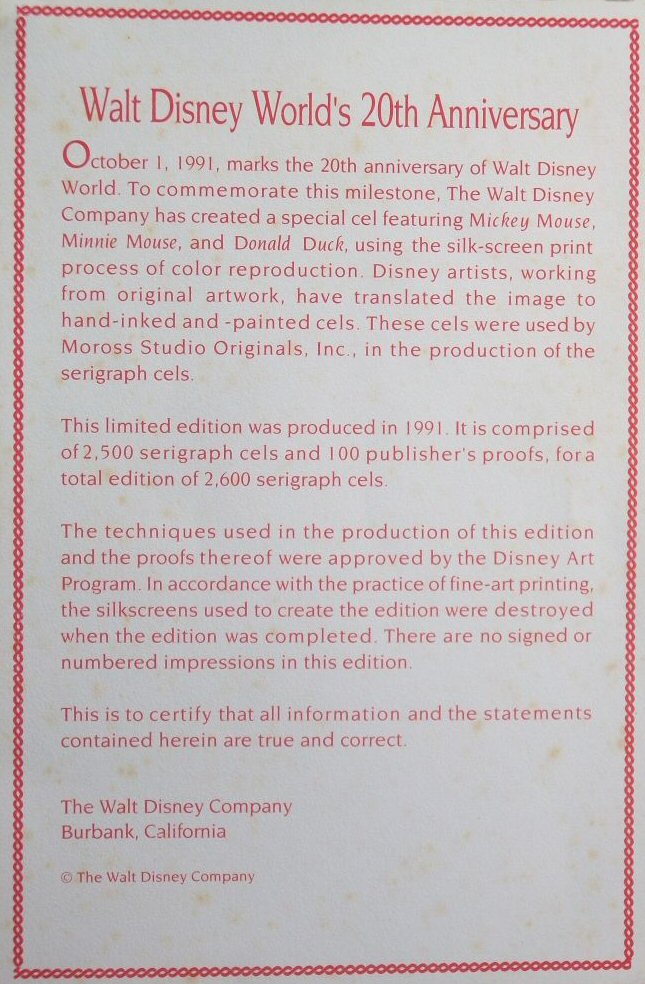 Walt Disney World's 20th Anniversary
October 1, 1991, marks the 20th anniversary of Walt Disney
World. To commemorate this milestone, The Walt Disney
Company has created a special cel featuring Mickey Mouse,
Minnie Mouse, and Donald Duck, using the silk-screen print
process of color reproduction. Disney artists, working
from original artwork, have translated the image to
hand-inked and -painted cels. These cels were used by
Moross Studio Originals, Inc., in the production of the
serigraph cels.
This limited edition was produced in 1991. It is comprised
of 2,500 serigraph cels and 100 publisher's proofs, for a
total edition of 2,600 serigraph cels.
The techniques used in the production of this edition
and the proofs thereof were approved by the Disney Art
Program. In accordance with the practice of fine-art printing,
the silkscreens used to create the edition were destroyed
when the edition was completed. There are no signed or
numbered impressions in this edition.
This is to certify that all information and the statements
contained herein are true and correct.
The Walt Disney Company
Burbank, California
© The Walt Disney Company